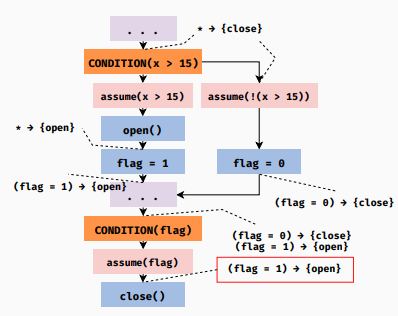 . . .
* → {close}
CONDITION(x > 15)
assume(x > 15)
assume(!(x > 15))
open()
* → {open}
flag = 1
flag = 0
(flag = 1) → {open}
. . .
(flag = 0) → {close}
CONDITION(flag)
(flag = 0) → {close}
(flag = 1) → {open}
assume(flag)
(flag = 1) → {open}
close()